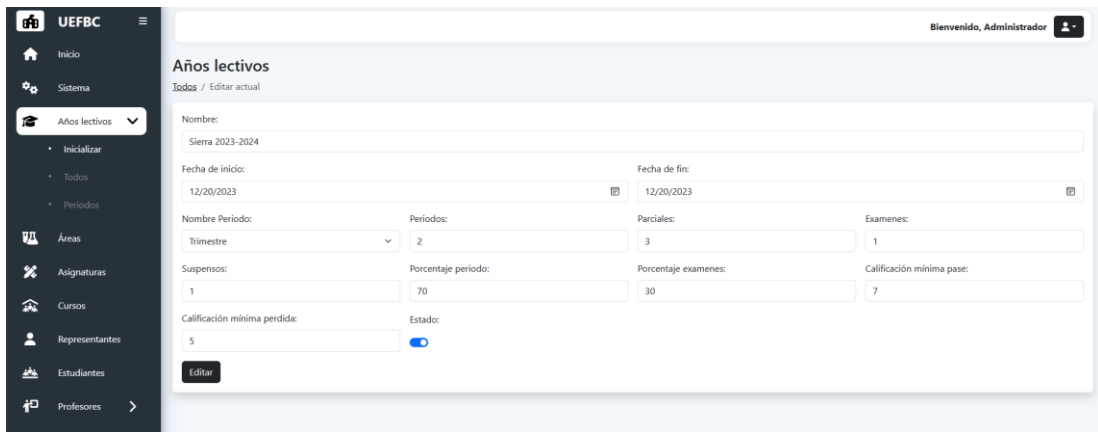 UEFBC
Bienvenido, Administrador
Inicio
Sistema
Años lectivos
Inicializar
Todos
Periodos
Áreas
Asignaturas
Cursos
Representantes
Estudiantes
Profesores
Años lectivos
Todos / Editar actual
Nombre:
Sierra 2023-2024
Fecha de inicio: Fecha de fin:
12/20/2023 12/20/2023
Nombre Periodo: Periodos: Parciales: Examenes:
Trimestre 2 3 1
Suspensos: Porcentaje periodo: Porcentaje examenes: Calificación mínima pase:
1 70 30 7
Calificación mínima perdida: Estado:
5
Editar